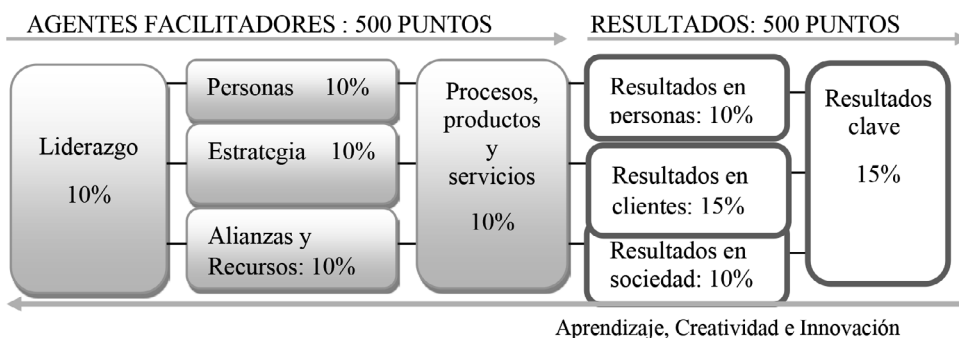 AGENTES FACILITADORES : 500 PUNTOS
RESULTADOS: 500 PUNTOS
Liderazgo
10%
Personas 10%
Estrategia 10%
Alianzas y
Recursos: 10%
Procesos,
productos
y
servicios
10%
Resultados en
personas: 10%
Resultados en
clientes: 15%
Resultados en
sociedad: 10%
Resultados
clave
15%
Aprendizaje, Creatividad e Innovación